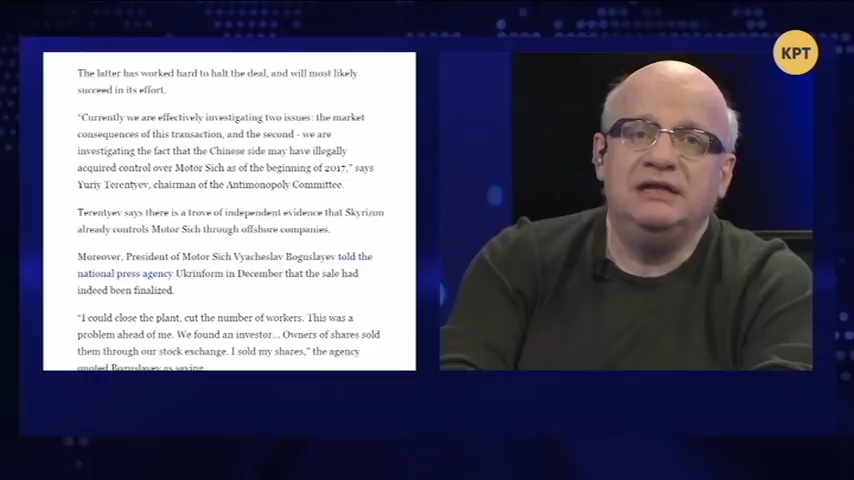 The latter has worked hard to halt the deal, and will most likely
succeed in its effort.
“Currently we are effectively investigating two issues: the market
consequences of this transaction, and the second - we are
investigating the fact that the Chinese side may have illegally
acquired control over Motor Sich as of the beginning of 2017,” says
Yuriy Terentyev, chairman of the Antimonopoly Committee.
Terentyev says there is a trove of independent evidence that Skyrizon
already controls Motor Sich through offshore companies.
Moreover, President of Motor Sich Vyacheslav Boguslayev told the
national press agency Ukrinform in December that the sale had
indeed been finalized.
“I could close the plant, cut the number of workers. This was a
problem ahead of me. We found an investor... Owners of shares sold
them through our stock exchange. I sold my shares,” the agency
quoted Boguslayev as saying.
КРТ